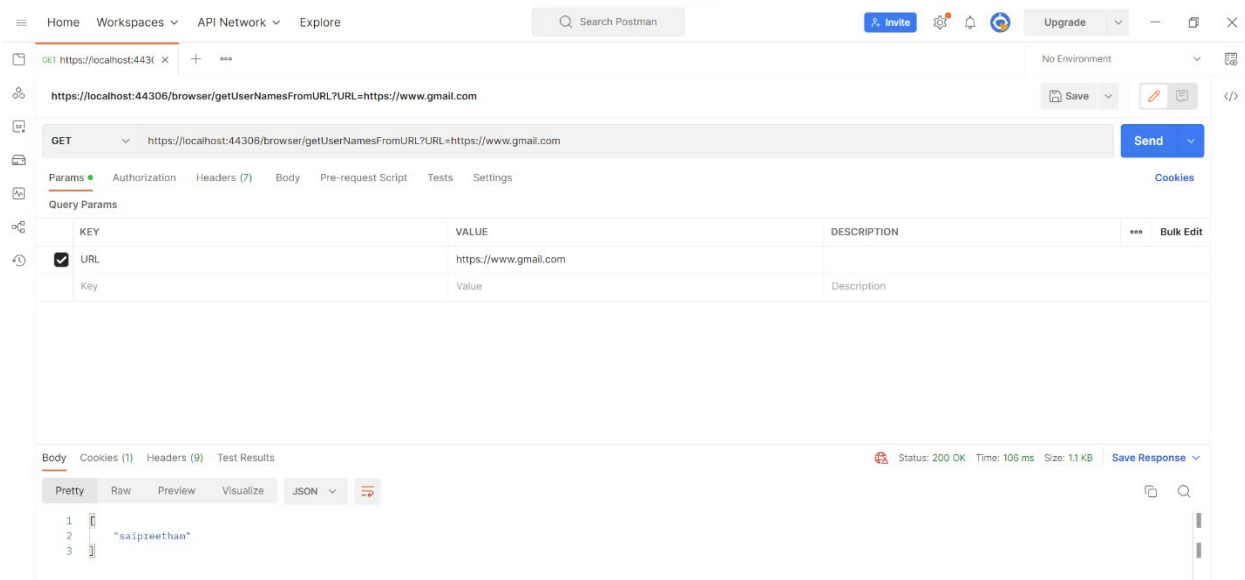 Home Workspaces API Network Explore Search Postman Invite Upgrade
GET https://localhost:4430 No Environment
https://localhost:44306/browser/getUserNamesFromURL?URL=https://www.gmail.com Save
GET https://localhost:44306/browser/getUserNamesFromURL?URL=https://www.gmail.com Send
Params Authorization Headers (7) Body Pre-request Script Tests Settings Cookies
Query Params
KEY VALUE DESCRIPTION Bulk Edit
URL https://www.gmail.com
Key Value Description
Body Cookies (1) Headers (9) Test Results Status: 200 OK Time: 106 ms Size: 1.1 KB Save Response
Pretty Raw Preview Visualize JSON
1 [
2 "saipreetham"
3 ]